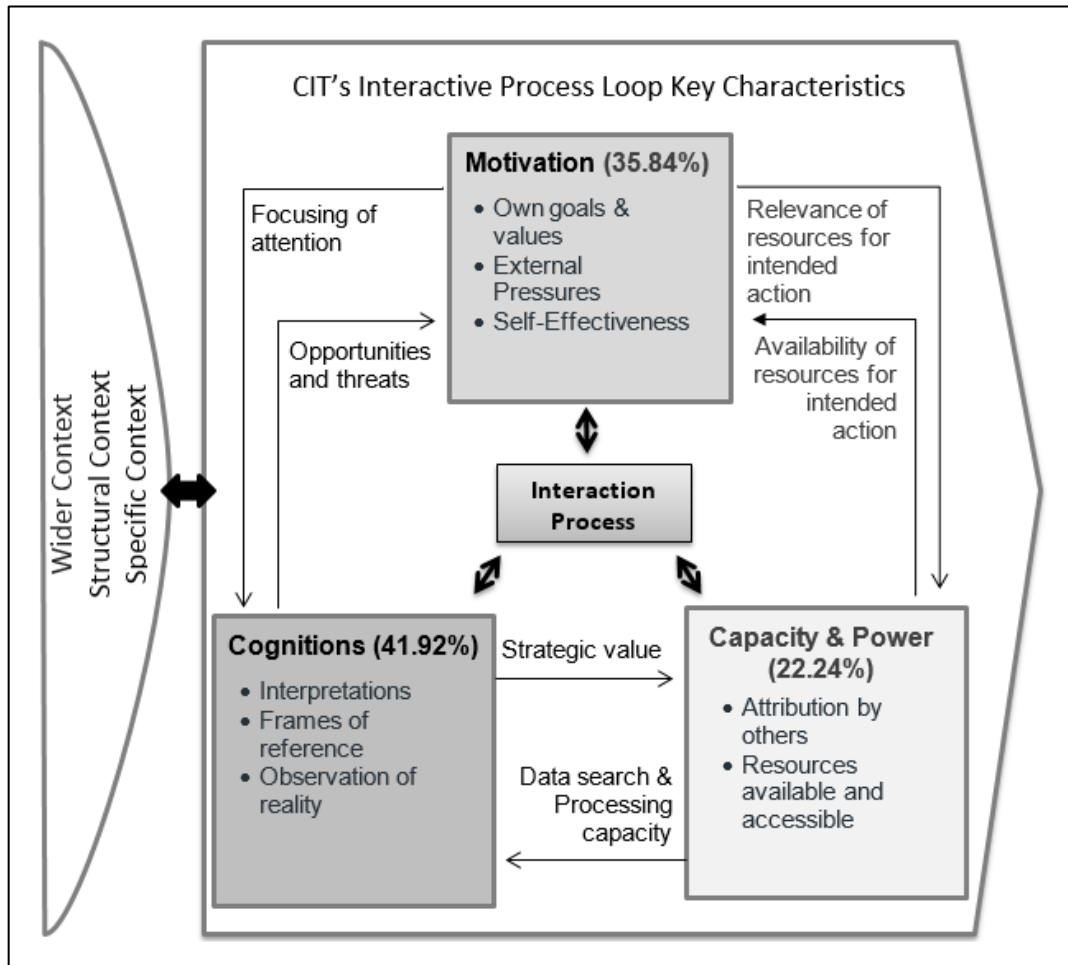 CIT's Interactive Process Loop Key Characteristics
Motivation (35.84%)
• Own goals &
values
• External
Pressures
• Self-Effectiveness
Focusing of
attention
Opportunities
and threats
Relevance of
resources for
intended
action
Availability of
resources for
intended
action
Wider Context
Structural Context
Specific Context
Interaction
Process
Cognitions (41.92%)
• Interpretations
• Frames of
reference
• Observation of
reality
Strategic value
Data search &
Processing
capacity
Capacity & Power
(22.24%)
• Attribution by
others
• Resources
available and
accessible